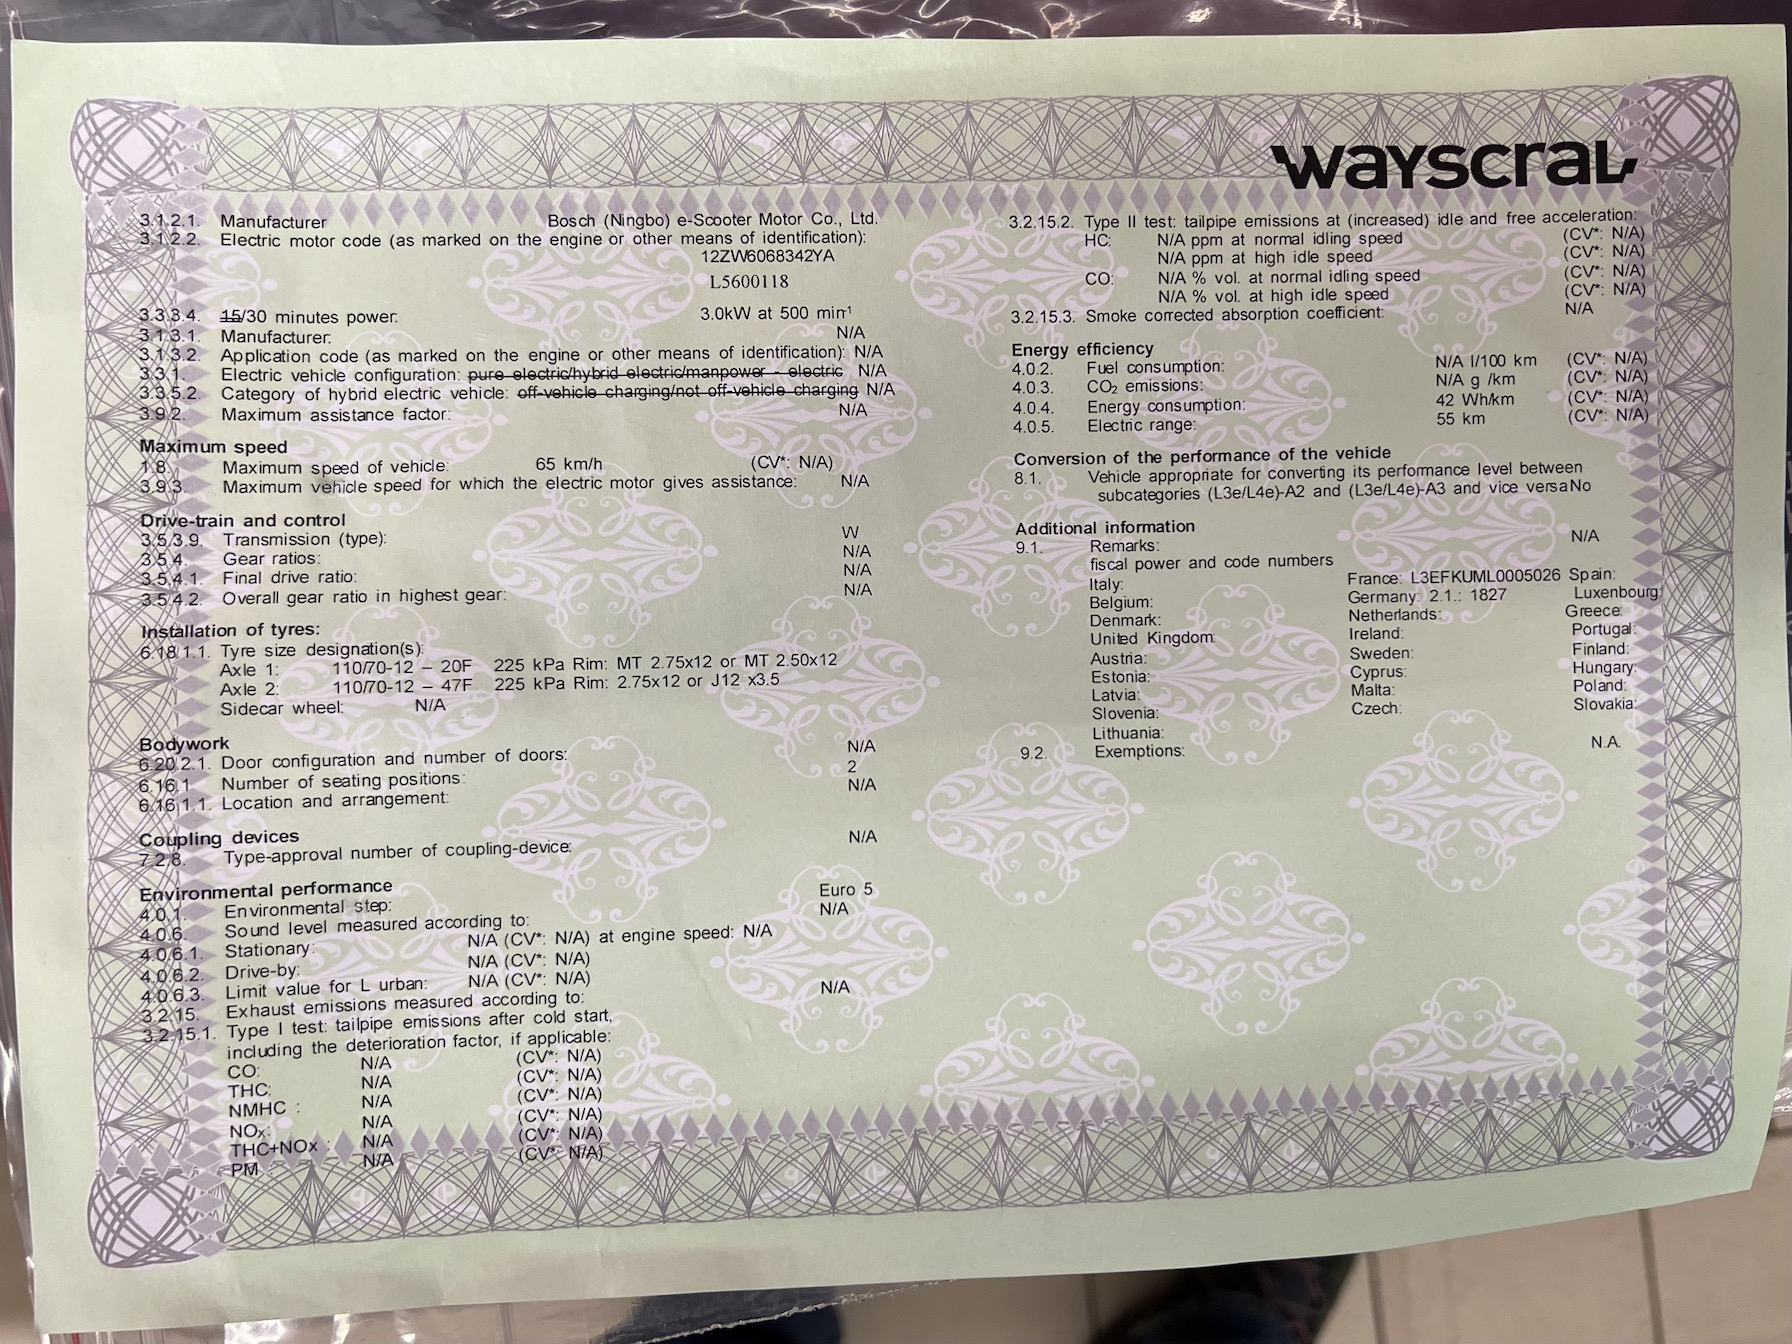 WAYSCRAL
3.1.2.1. Manufacturer Bosch (Ningbo) e-Scooter Motor Co., Ltd.
3.1.2.2. Electric motor code (as marked on the engine or other means of identification):
12ZW6068342YA
L5600118
3.3.3.4. 15/30 minutes power: 3.0kW at 500 min¹
3.1.3.1. Manufacturer: N/A
3.1.3.2. Application code (as marked on the engine or other means of identification): N/A
3.3.1. Electric vehicle configuration: pure electric/hybrid electric/manpower - electric N/A
3.3.5.2. Category of hybrid electric vehicle: off-vehicle charging/not off-vehicle charging N/A
3.9.2. Maximum assistance factor: N/A
Maximum speed
1.8. Maximum speed of vehicle: 65 km/h (CV*: N/A)
3.9.3. Maximum vehicle speed for which the electric motor gives assistance: N/A
Drive-train and control
3.5.3.9. Transmission (type): W
3.5.4. Gear ratios: N/A
3.5.4.1. Final drive ratio: N/A
3.5.4.2. Overall gear ratio in highest gear: N/A
Installation of tyres:
6.18.1.1. Tyre size designation(s):
Axle 1: 110/70-12 – 20F 225 kPa Rim: MT 2.75x12 or MT 2.50x12
Axle 2: 110/70-12 – 47F 225 kPa Rim: 2.75x12 or J12 x3.5
Sidecar wheel: N/A
Bodywork
6.20.2.1. Door configuration and number of doors: N/A
6.16.1 Number of seating positions: 2
6.16.1.1. Location and arrangement: N/A
Coupling devices
7.2.8. Type-approval number of coupling-device: N/A
Environmental performance
4.0.1. Environmental step: Euro 5
4.0.6. Sound level measured according to: N/A
4.0.6.1. Stationary: N/A (CV*: N/A) at engine speed: N/A
4.0.6.2. Drive-by: N/A (CV*: N/A)
4.0.6.3. Limit value for L urban: N/A (CV*: N/A)
3.2.15. Exhaust emissions measured according to: N/A
3.2.15.1. Type I test: tailpipe emissions after cold start,
including the deterioration factor, if applicable:
CO: N/A (CV*: N/A)
THC: N/A (CV*: N/A)
NMHC : N/A (CV*: N/A)
NOx: N/A (CV*: N/A)
THC+NOx : N/A (CV*: N/A)
PM : N/A (CV*: N/A)
3.2.15.2. Type II test: tailpipe emissions at (increased) idle and free acceleration:
HC: N/A ppm at normal idling speed (CV*: N/A)
N/A ppm at high idle speed (CV*: N/A)
CO: N/A % vol. at normal idling speed (CV*: N/A)
N/A % vol. at high idle speed (CV*: N/A)
3.2.15.3. Smoke corrected absorption coefficient: N/A
Energy efficiency
4.0.2. Fuel consumption: N/A l/100 km (CV*: N/A)
4.0.3. CO₂ emissions: N/A g /km (CV*: N/A)
4.0.4. Energy consumption: 42 Wh/km (CV*: N/A)
4.0.5. Electric range: 55 km (CV*: N/A)
Conversion of the performance of the vehicle
8.1. Vehicle appropriate for converting its performance level between
subcategories (L3e/L4e)-A2 and (L3e/L4e)-A3 and vice versaNo
Additional information
9.1. Remarks: N/A
fiscal power and code numbers
Italy: France: L3EFKUML0005026 Spain:
Belgium: Germany: 2.1.: 1827 Luxenbourg:
Denmark: Netherlands: Greece:
United Kingdom: Ireland: Portugal:
Austria: Sweden: Finland:
Estonia: Cyprus: Hungary:
Latvia: Malta: Poland:
Slovenia: Czech: Slovakia:
Lithuania:
9.2. Exemptions: N.A.